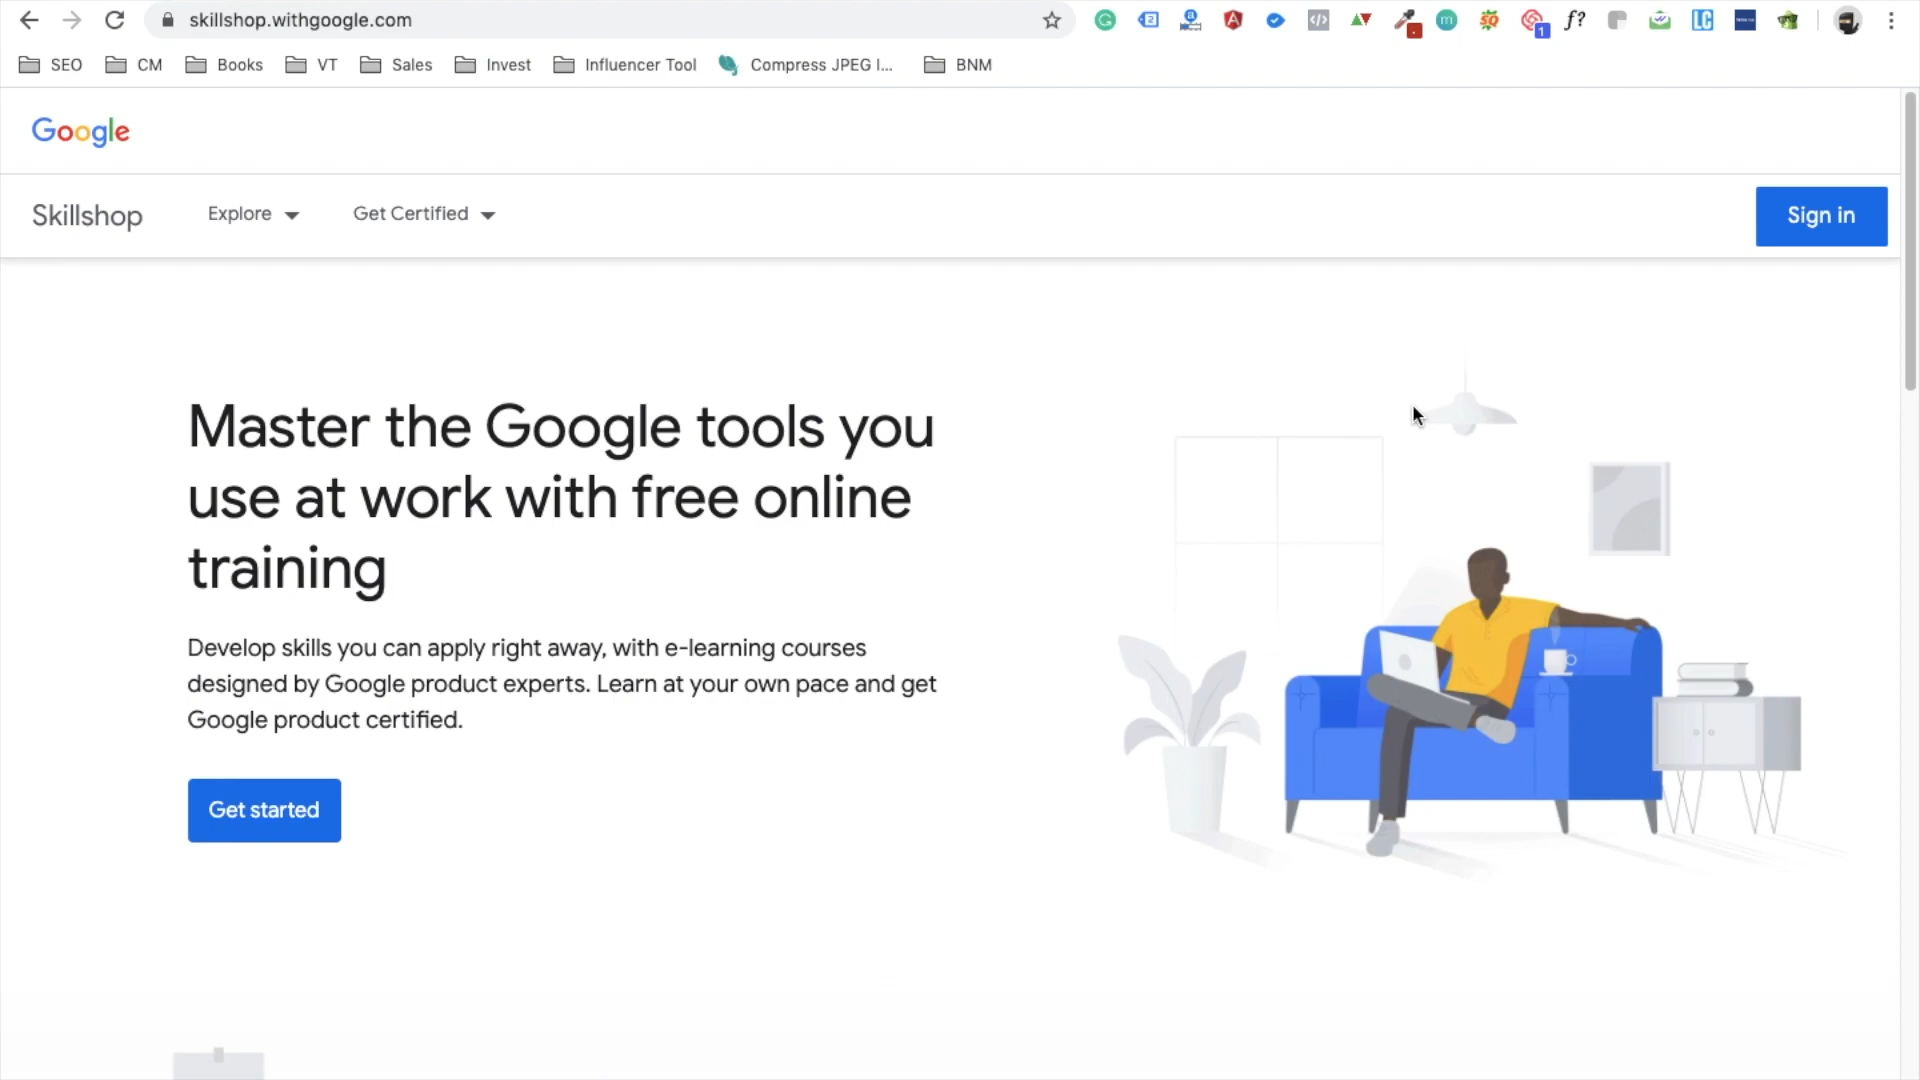 skillshop.withgoogle.com
SEO CM Books VT Sales Invest Influencer Tool Compress JPEG I... BNM
Google
Skillshop Explore Get Certified Sign in
Master the Google tools you
use at work with free online
training
Develop skills you can apply right away, with e-learning courses
designed by Google product experts. Learn at your own pace and get
Google product certified.
Get started